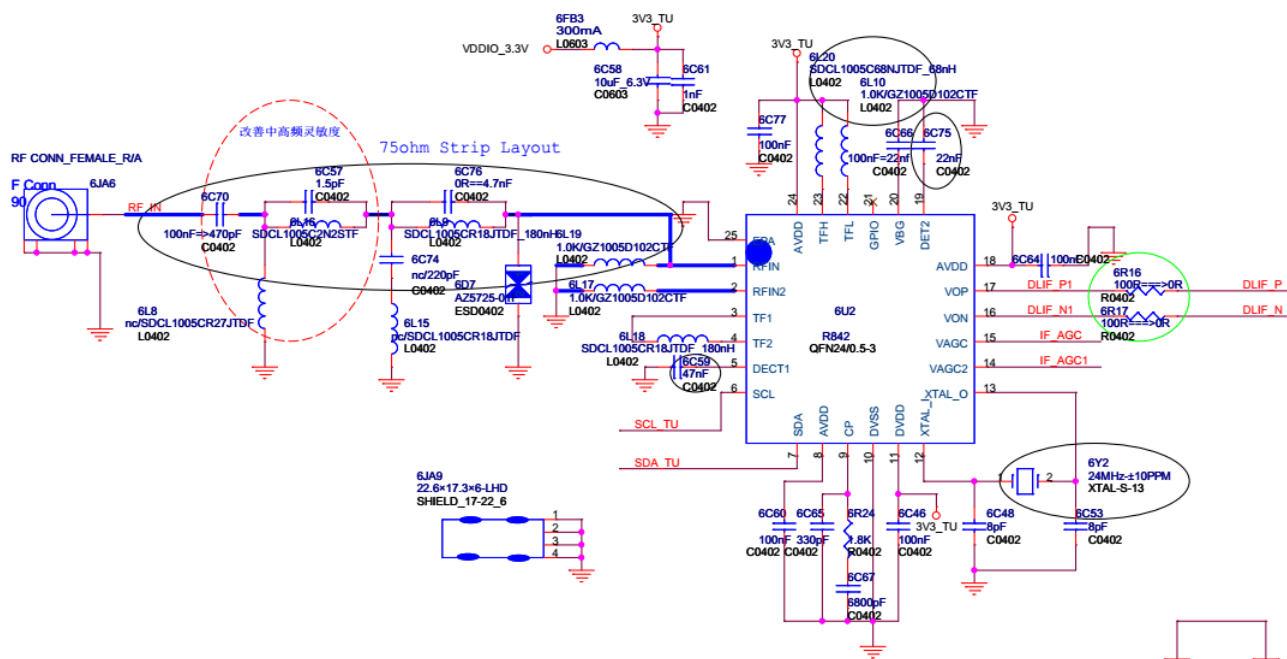 6FB3
300mA
L0603
3V3_TU
VDDIO_3.3V
6C58
10uF_6.3V
C0603
6C61
1nF
C0402
3V3_TU
6L20
SDCL1005C68NJTDF_68nH
L0402
6L10
1.0K/GZ1005D102CTF
L0402
6C77
100nF
C0402
6C66
100nF=22nf
C0402
6C75
22nF
C0402
改善中高频灵敏度
75ohm Strip Layout
RF CONN_FEMALE_R/A
F Conn
90
6JA6
RF_IN
6C70
100nF=>470pF
C0402
6C57
1.5pF
C0402
6L16
SDCL1005C2N2STF
L0402
6C76
0R==4.7nF
C0402
6L9
SDCL1005CR18JTDF_180nH
L0402
6L19
1.0K/GZ1005D102CTF
L0402
6C74
nc/220pF
C0402
6D7
ESD0402
6L17
1.0K/GZ1005D102CTF
L0402
6L8
nc/SDCL1005CR27JTDF
L0402
6L15
nc/SDCL1005CR18JTDF
L0402
6L18
SDCL1005CR18JTDF_180nH
L0402
6C59
47nF
C0402
SCL_TU
SDA_TU
24
23
22
21
20
19
AVDD
TFH
TFL
GPIO
VBG
DET2
25
EPA
1
RFIN
2
RFIN2
3
TF1
4
TF2
5
DECT1
6
SCL
6U2
R842
QFN24/0.5-3
AVDD
18
VOP
17
VON
16
VAGC
15
VAGC2
14
XTAL_O
13
SDA
AVDD
CP
DVSS
DVDD
XTAL_I
7
8
9
10
11
12
3V3_TU
6C64
100nF
C0402
DLIF_P1
DLIF_N1
IF_AGC
IF_AGC1
6R16
100R===>0R
R0402
6R17
100R===>0R
R0402
DLIF_P
DLIF_N
6Y2
24MHz-±10PPM
XTAL-S-13
1
2
6C48
8pF
C0402
6C53
8pF
C0402
6C60
100nF
C0402
6C65
330pF
C0402
6R24
1.8K
R0402
6C46
100nF
C0402
3V3_TU
6C67
6800pF
C0402
6JA9
22.6×17.3×6-LHD
SHIELD_17-22_6
1
2
3
4